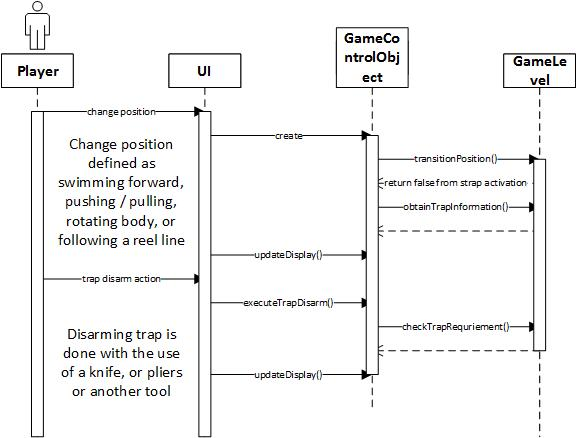 Player
UI
GameCo
ntrolObj
ect
GameLe
vel
change position
create
Change position
defined as
swimming forward,
pushing / pulling,
rotating body, or
following a reel line
transitionPosition()
return false from strap activation
obtainTrapInformation()
updateDisplay()
trap disarm action
executeTrapDisarm()
checkTrapRequriement()
Disarming trap is
done with the use
of a knife, or pliers
or another tool
updateDisplay()